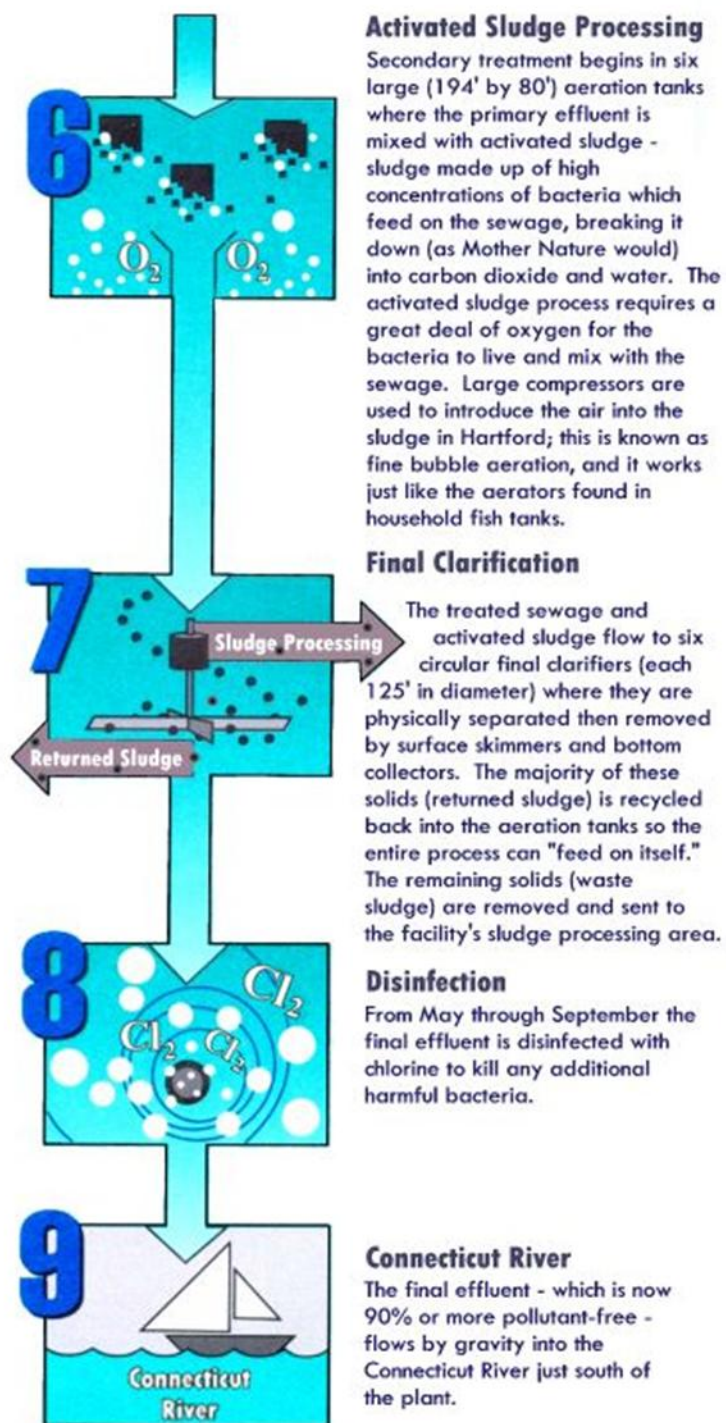 6
O2
O2
Activated Sludge Processing
Secondary treatment begins in six
large (194' by 80') aeration tanks
where the primary effluent is
mixed with activated sludge -
sludge made up of high
concentrations of bacteria which
feed on the sewage, breaking it
down (as Mother Nature would)
into carbon dioxide and water. The
activated sludge process requires a
great deal of oxygen for the
bacteria to live and mix with the
sewage. Large compressors are
used to introduce the air into the
sludge in Hartford; this is known as
fine bubble aeration, and it works
just like the aerators found in
household fish tanks.
7
Sludge Processing
Returned Sludge
Final Clarification
The treated sewage and
activated sludge flow to six
circular final clarifiers (each
125' in diameter) where they are
physically separated then removed
by surface skimmers and bottom
collectors. The majority of these
solids (returned sludge) is recycled
back into the aeration tanks so the
entire process can "feed on itself."
The remaining solids (waste
sludge) are removed and sent to
the facility's sludge processing area.
8
Cl2
Cl2
Cl2
Disinfection
From May through September the
final effluent is disinfected with
chlorine to kill any additional
harmful bacteria.
9
Connecticut
River
Connecticut River
The final effluent - which is now
90% or more pollutant-free -
flows by gravity into the
Connecticut River just south of
the plant.